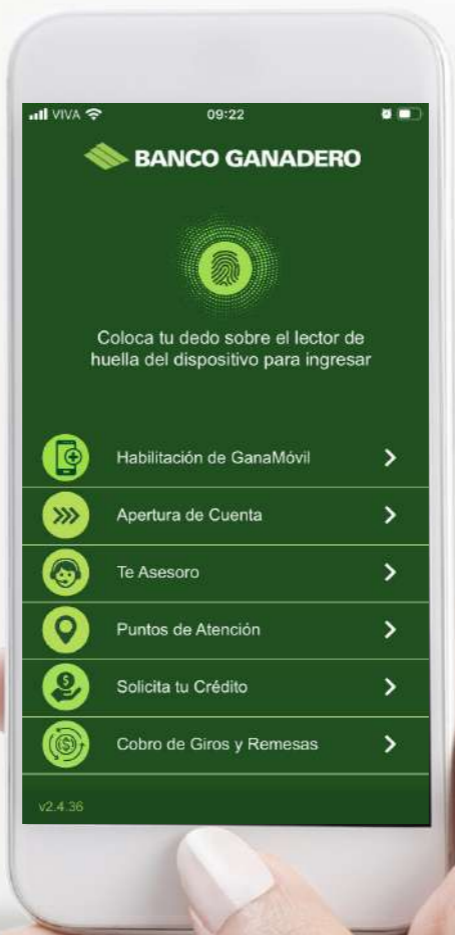 VIVA
09:22
BANCO GANADERO
Coloca tu dedo sobre el lector de
huella del dispositivo para ingresar
Habilitación de GanaMóvil
Apertura de Cuenta
Te Asesoro
Puntos de Atención
Solicita tu Crédito
Cobro de Giros y Remesas
v2.4.36